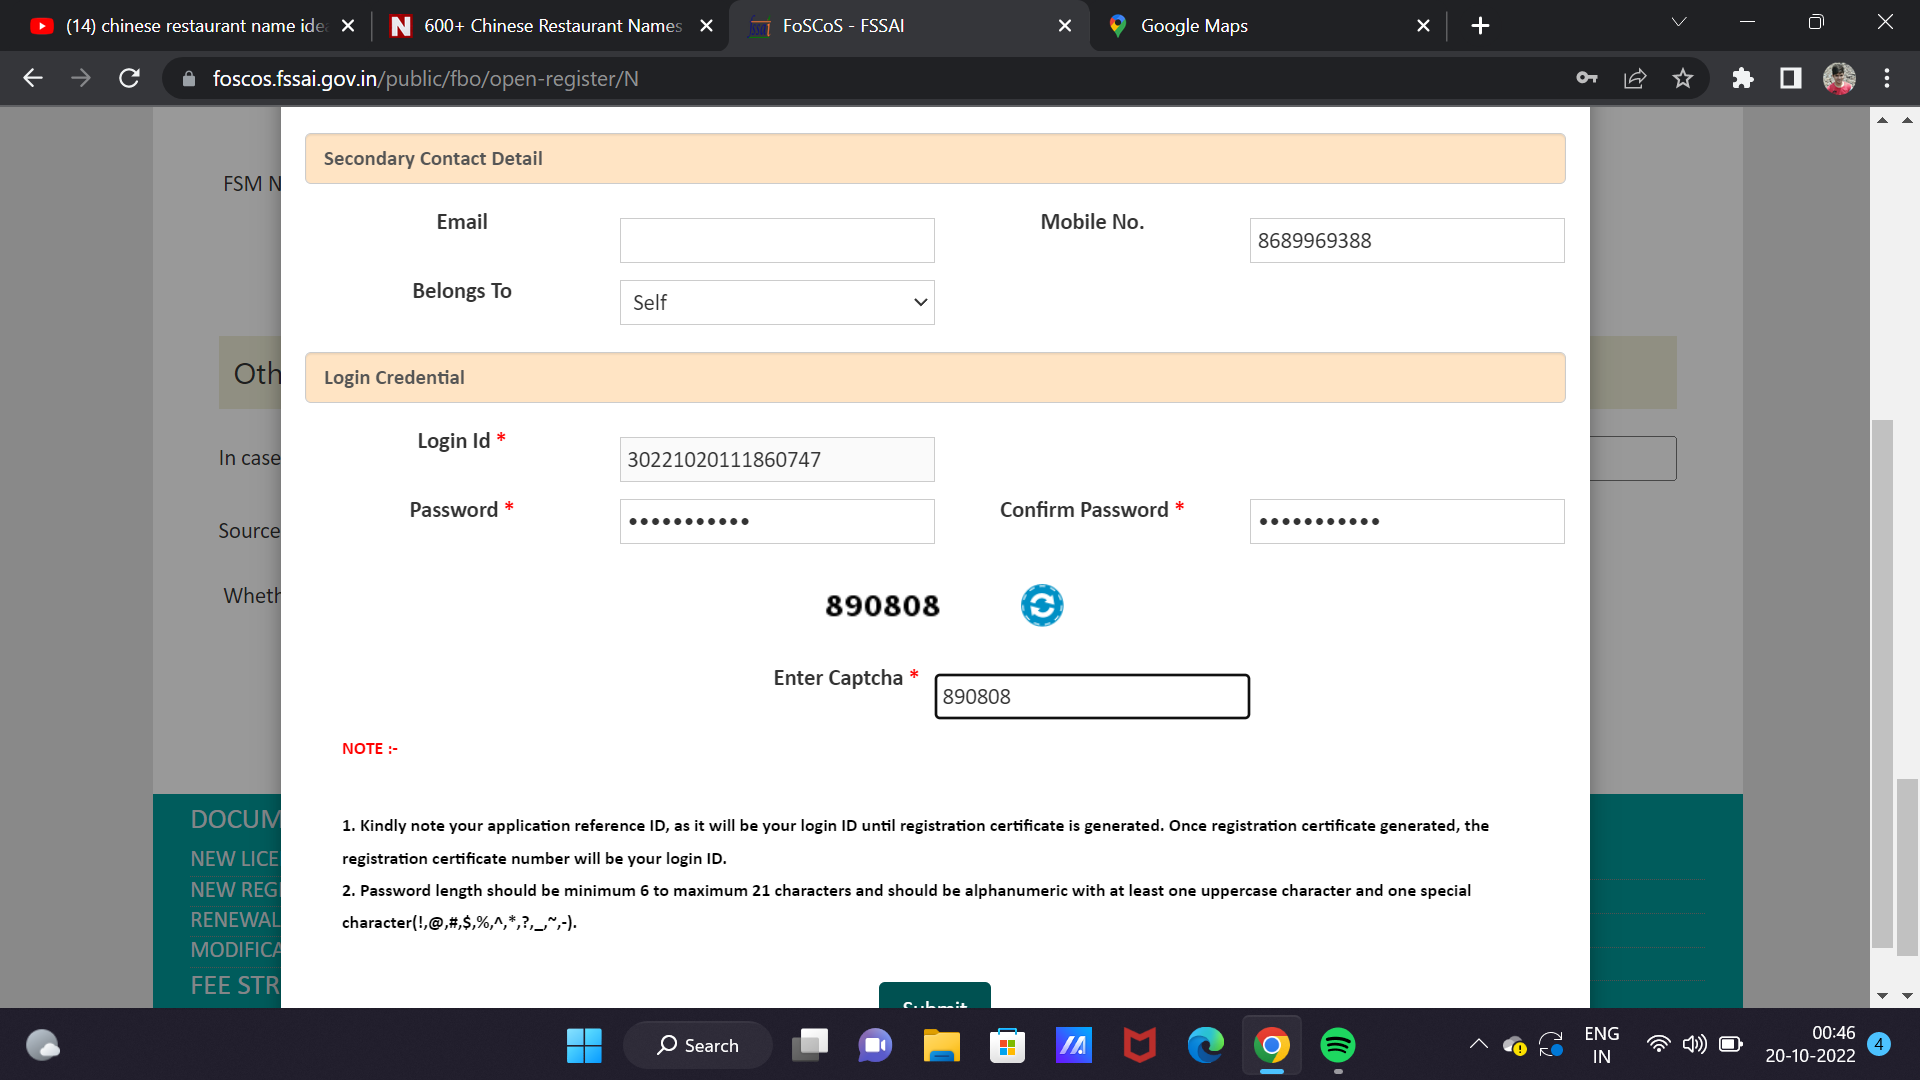 (14) chinese restaurant name ide
600+ Chinese Restaurant Names
FoSCoS - FSSAI
Google Maps
foscos.fssai.gov.in/public/fbo/open-register/N
Secondary Contact Detail
FSM N
Email
Mobile No.
8689969388
Belongs To
Self
Oth
Login Credential
In case
Login Id *
30221020111860747
Source
Password *
•••••••••••
Confirm Password *
•••••••••••
Wheth
890808
Enter Captcha *
890808
NOTE :-
1. Kindly note your application reference ID, as it will be your login ID until registration certificate is generated. Once registration certificate generated, the
registration certificate number will be your login ID.
2. Password length should be minimum 6 to maximum 21 characters and should be alphanumeric with at least one uppercase character and one special
character(!,@,#,$,%,^,*,?,_,~,-).
DOCUM
NEW LICE
NEW REGI
RENEWAL
MODIFICA
FEE STR
Submit
Search
ENG
IN
00:46
20-10-2022
4